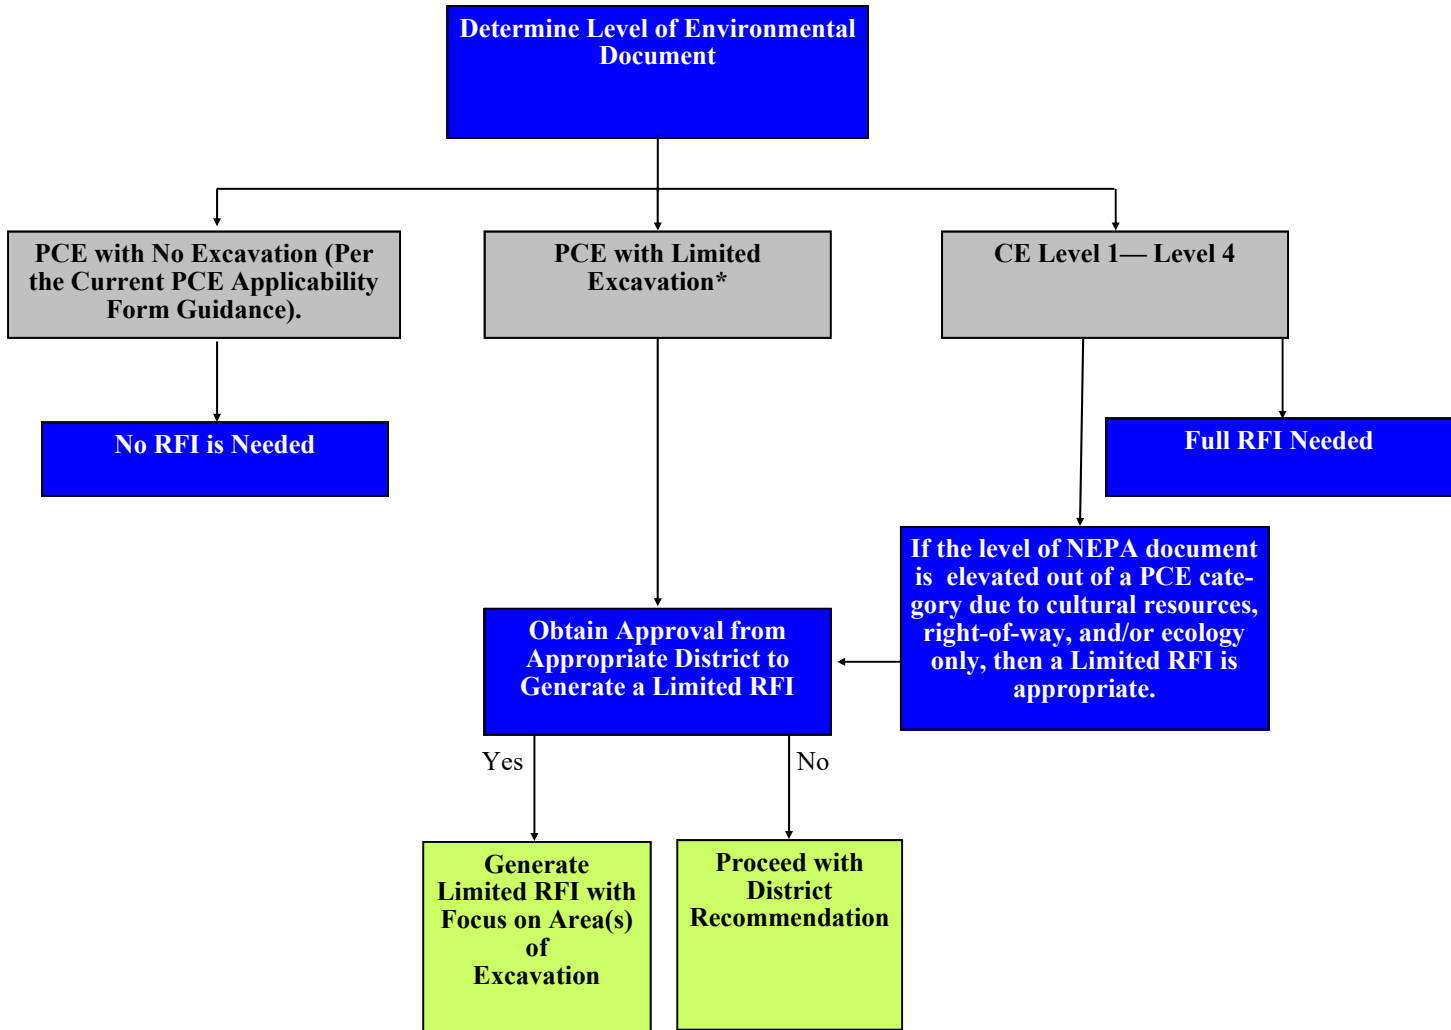 Determine Level of Environmental
Document
PCE with No Excavation (Per
the Current PCE Applicability
Form Guidance).
PCE with Limited
Excavation*
CE Level 1— Level 4
No RFI is Needed
Full RFI Needed
If the level of NEPA document
is elevated out of a PCE cate-
gory due to cultural resources,
right-of-way, and/or ecology
only, then a Limited RFI is
appropriate.
Obtain Approval from
Appropriate District to
Generate a Limited RFI
Yes
No
Generate
Limited RFI with
Focus on Area(s)
of
Excavation
Proceed with
District
Recommendation